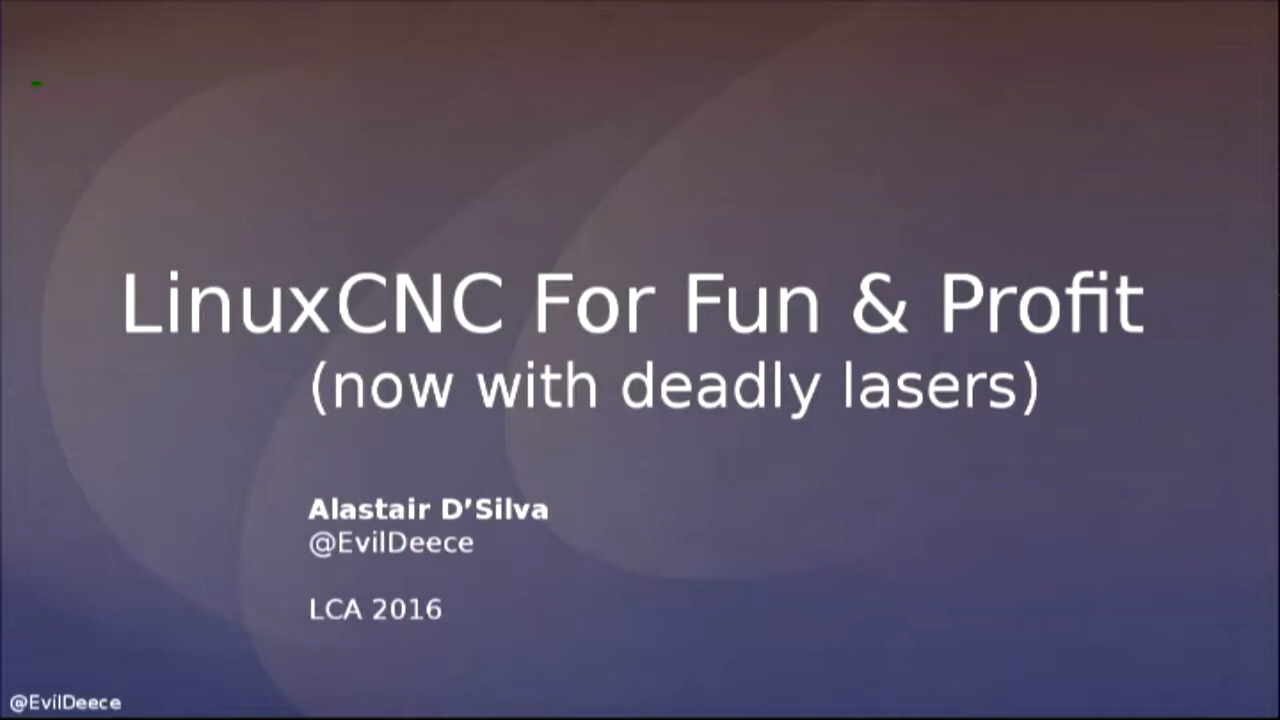 LinuxCNC For Fun & Profit
(now with deadly lasers)
Alastair D’Silva
@EvilDeece
LCA 2016
@EvilDeece